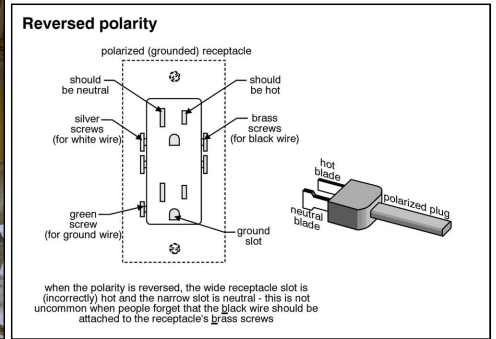 Reversed polarity
polarized (grounded) receptacle
should
be neutral
should
be hot
silver
screws
(for white wire)
brass
screws
(for black wire)
hot
blade
polarized plug
neutral
blade
green
screw
(for ground wire)
ground
slot
when the polarity is reversed, the wide receptacle slot is
(incorrectly) hot and the narrow slot is neutral - this is not
uncommon when people forget that the black wire should be
attached to the receptacle's brass screws